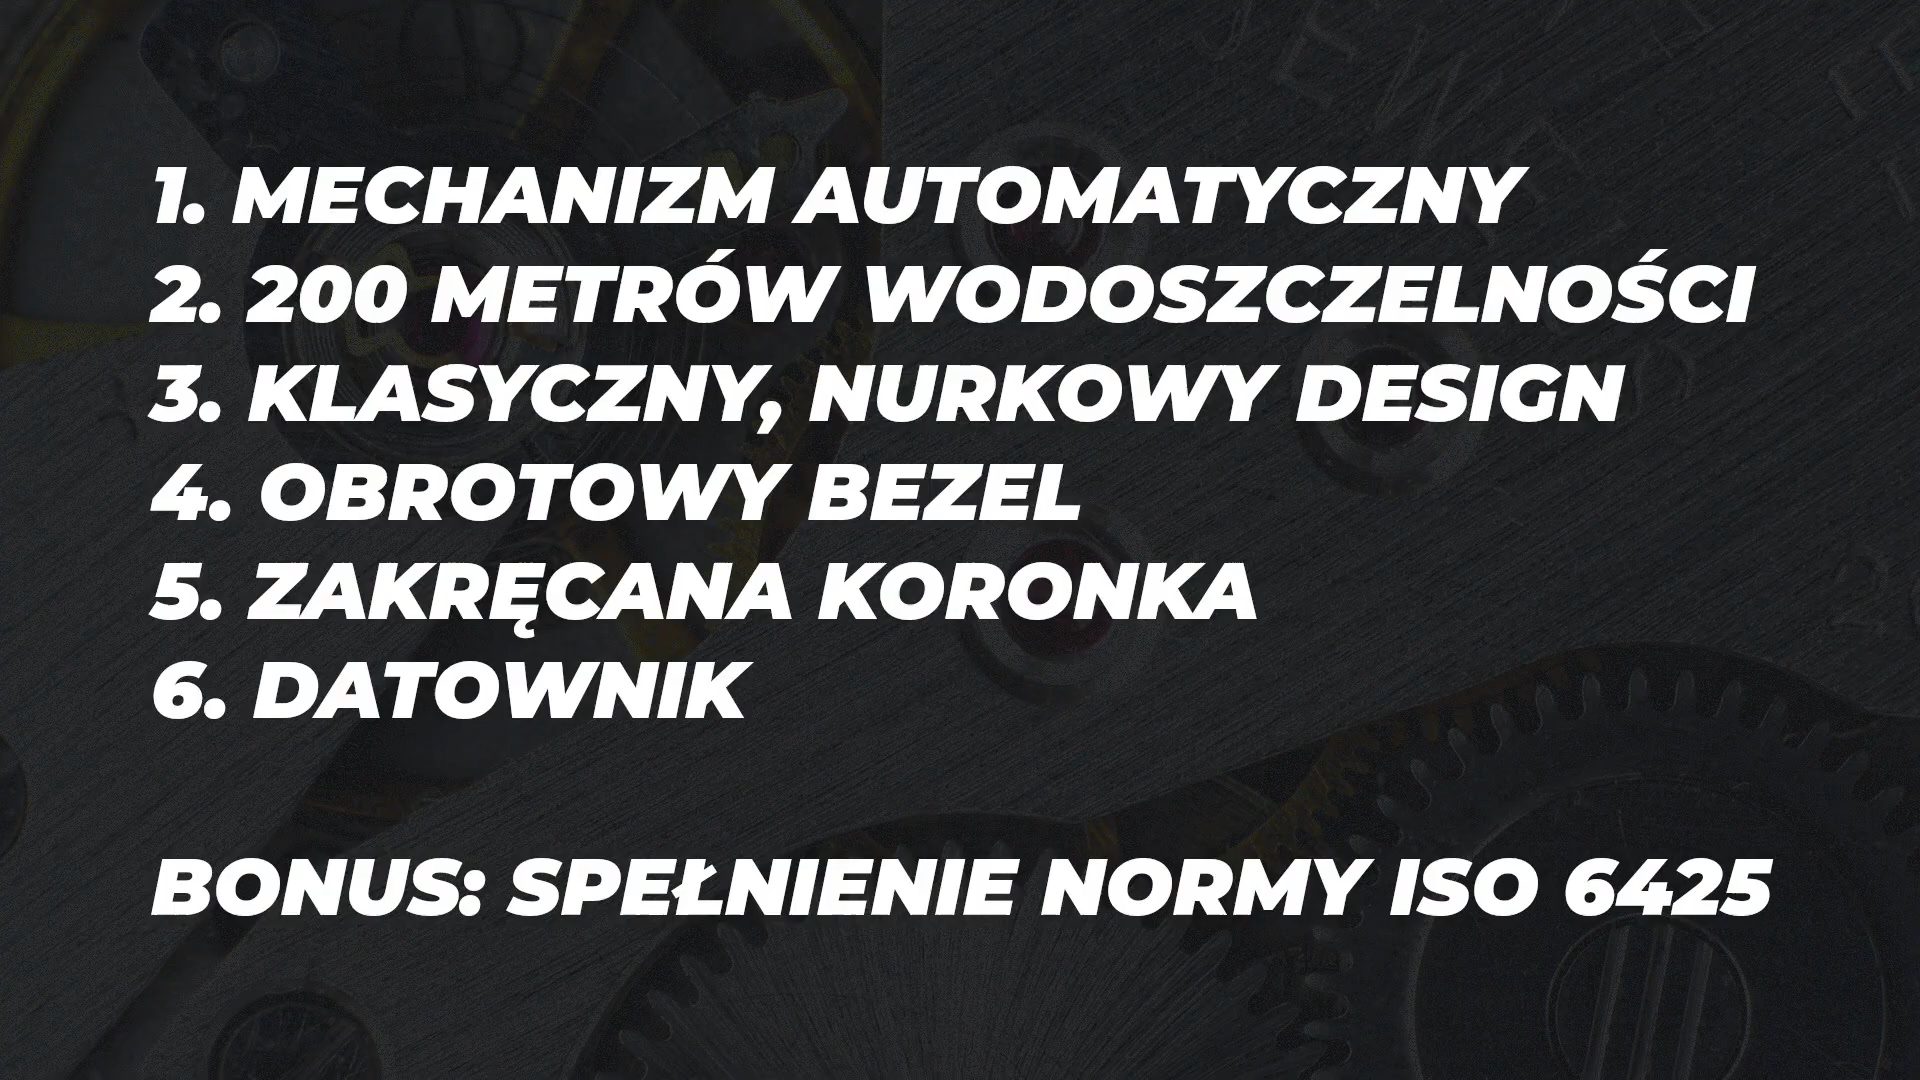 1. MECHANIZM AUTOMATYCZNY
2. 200 METRÓW WODOSZCZELNOŚCI
3. KLASYCZNY, NURKOWY DESIGN
4. OBROTOWY BEZEL
5. ZAKRĘCANA KORONKA
6. DATOWNIK
BONUS: SPEŁNIENIE NORMY ISO 6425